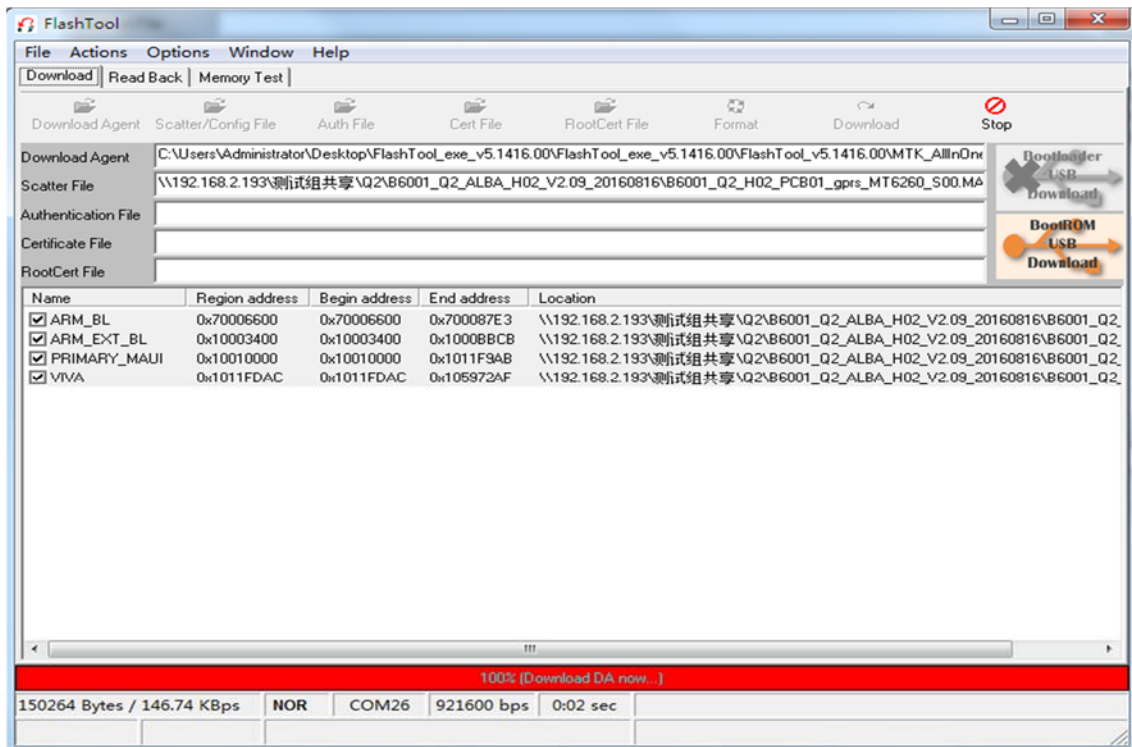 FlashTool
File Actions Options Window Help
Download Read Back Memory Test
Download Agent Scatter/Config File Auth File Cert File RootCert File Format Download Stop
Download Agent C:\Users\Administrator\Desktop\FlashTool_exe_v5.1416.00\FlashTool_exe_v5.1416.00\FlashTool_v5.1416.00\MTK_AllInOne
Bootloader USB Download
Scatter File \\192.168.2.193\测试组共享\Q2\B6001_Q2_ALBA_H02_V2.09_20160816\B6001_Q2_H02_PCB01_gprs_MT6260_S00.MA
Authentication File
Certificate File
RootCert File
BootROM USB Download
Name Region address Begin address End address Location
ARM_BL 0x70006600 0x70006600 0x700087E3 \\192.168.2.193\测试组共享\Q2\B6001_Q2_ALBA_H02_V2.09_20160816\B6001_Q2_
ARM_EXT_BL 0x10003400 0x10003400 0x1000BBCB \\192.168.2.193\测试组共享\Q2\B6001_Q2_ALBA_H02_V2.09_20160816\B6001_Q2_
PRIMARY_MAUI 0x10010000 0x10010000 0x1011F9AB \\192.168.2.193\测试组共享\Q2\B6001_Q2_ALBA_H02_V2.09_20160816\B6001_Q2_
VIVA 0x1011FDAC 0x1011FDAC 0x105972AF \\192.168.2.193\测试组共享\Q2\B6001_Q2_ALBA_H02_V2.09_20160816\B6001_Q2_
100% (Download DA now...)
150264 Bytes / 146.74 KBps NOR COM26 921600 bps 0:02 sec